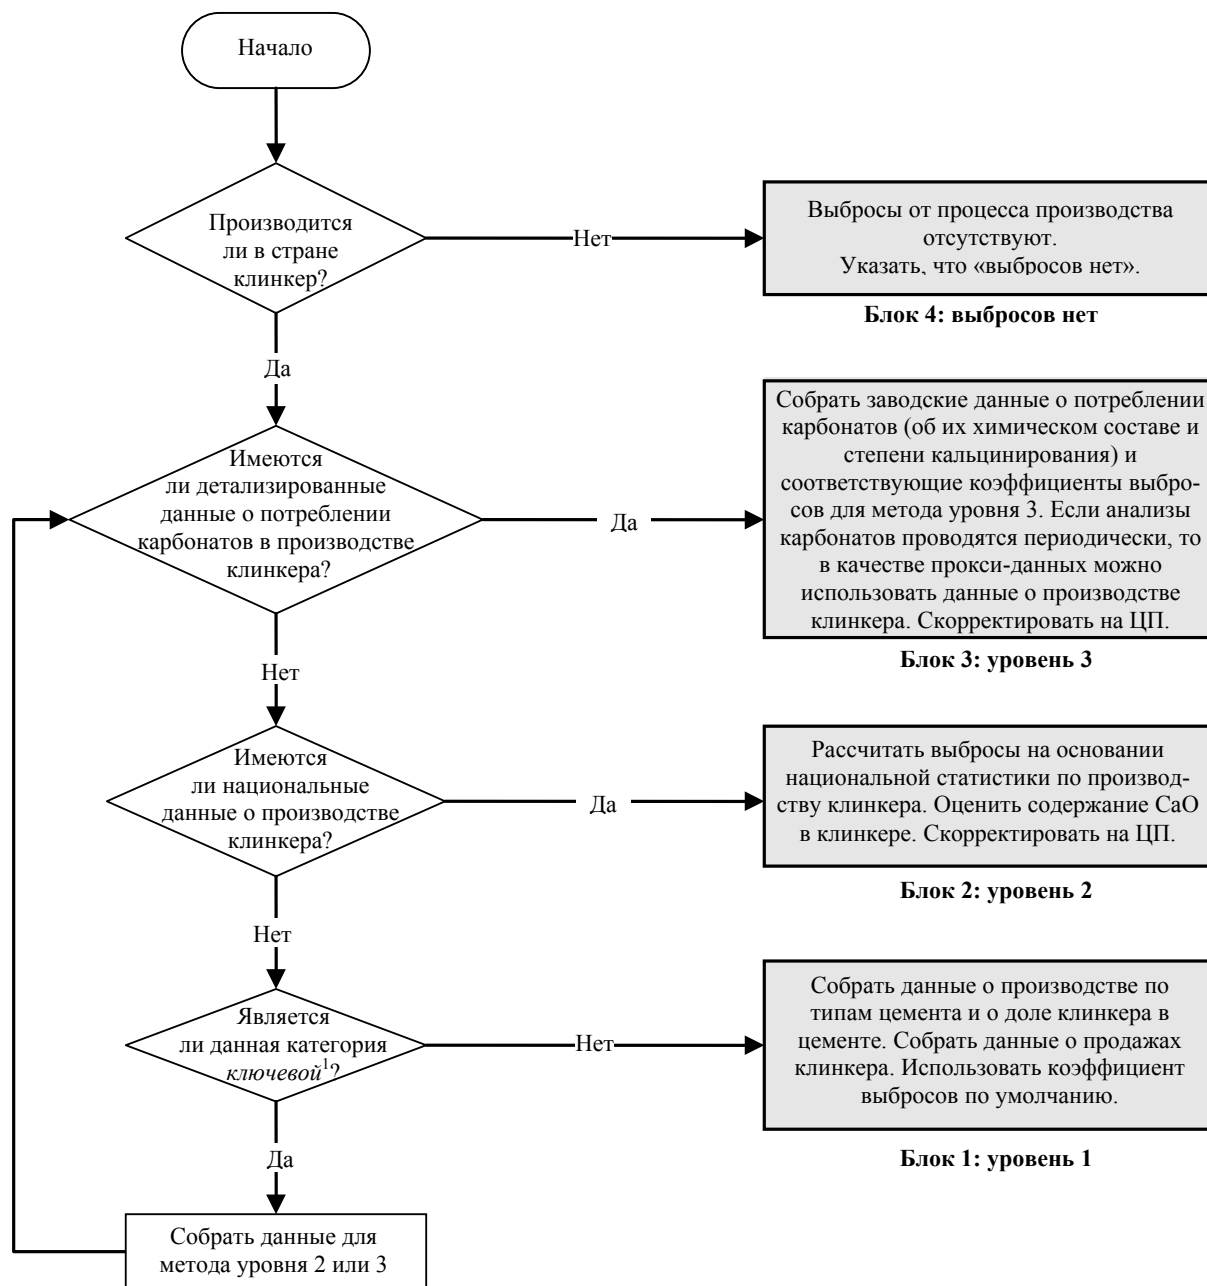 Начало
Производится
ли в стране
клинкер?
Нет
Выбросы от процесса производства
отсутствуют.
Указать, что «выбросов нет».
Блок 4: выбросов нет
Да
Имеются
ли детализированные
данные о потреблении
карбонатов в производстве
клинкера?
Да
Собрать заводские данные о потреблении
карбонатов (об их химическом составе и
степени кальцинирования) и
соответствующие коэффициенты выбро-
сов для метода уровня 3. Если анализы
карбонатов проводятся периодически, то
в качестве прокси-данных можно
использовать данные о производстве
клинкера. Скорректировать на ЦП.
Блок 3: уровень 3
Нет
Имеются
ли национальные
данные о производстве
клинкера?
Да
Рассчитать выбросы на основании
национальной статистики по производ-
ству клинкера. Оценить содержание CaO
в клинкере. Скорректировать на ЦП.
Блок 2: уровень 2
Нет
Является
ли данная категория
ключевой¹?
Нет
Собрать данные о производстве по
типам цемента и о доле клинкера в
цементе. Собрать данные о продажах
клинкера. Использовать коэффициент
выбросов по умолчанию.
Блок 1: уровень 1
Да
Собрать данные для
метода уровня 2 или 3